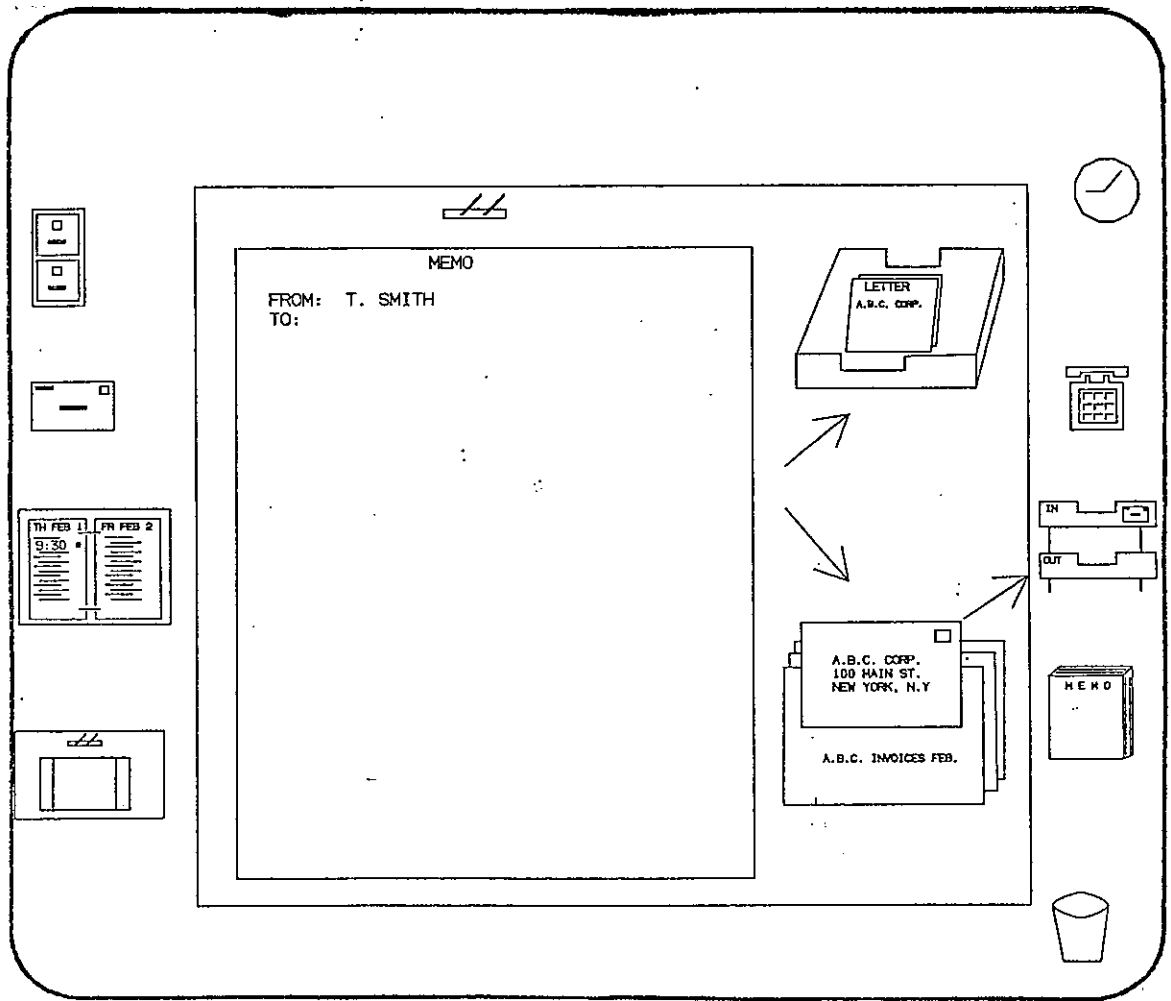 MEMO
FROM: T. SMITH
TO:
LETTER
A.B.C. CORP.
TH FEB 1
9:30
FR FEB 2
IN
OUT
A.B.C. CORP.
100 MAIN ST.
NEW YORK, N.Y
A.B.C. INVOICES FEB.
MEMO